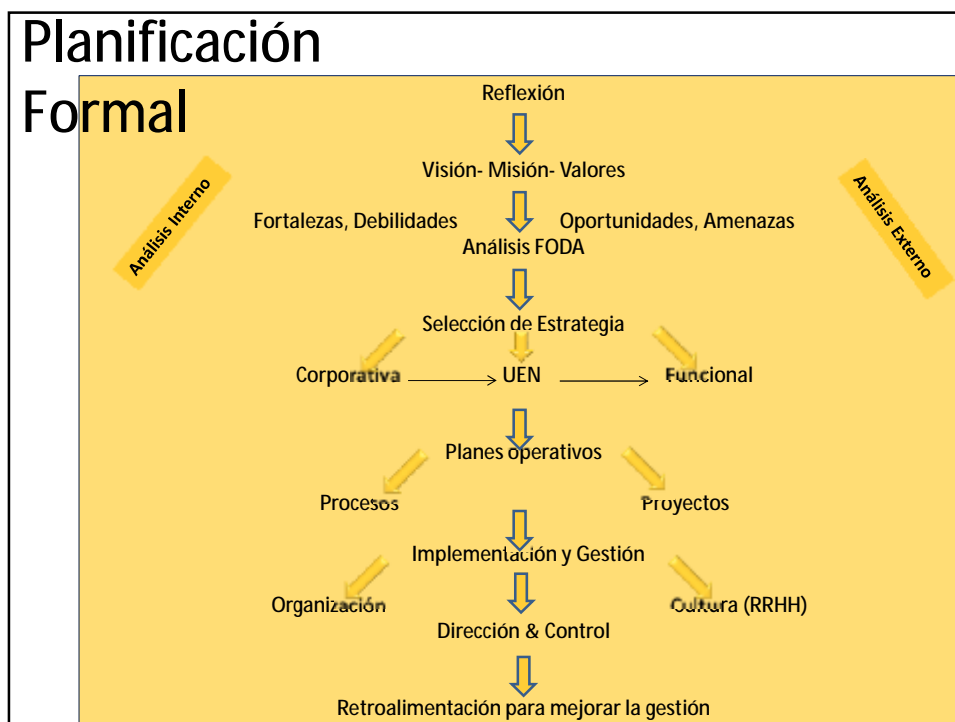 Planificación
Formal
Reflexión
Visión- Misión- Valores
Análisis Interno
Fortalezas, Debilidades
Oportunidades, Amenazas
Análisis Externo
Análisis FODA
Selección de Estrategia
Corporativa
UEN
Funcional
Planes operativos
Procesos
Proyectos
Implementación y Gestión
Organización
Cultura (RRHH)
Dirección & Control
Retroalimentación para mejorar la gestión